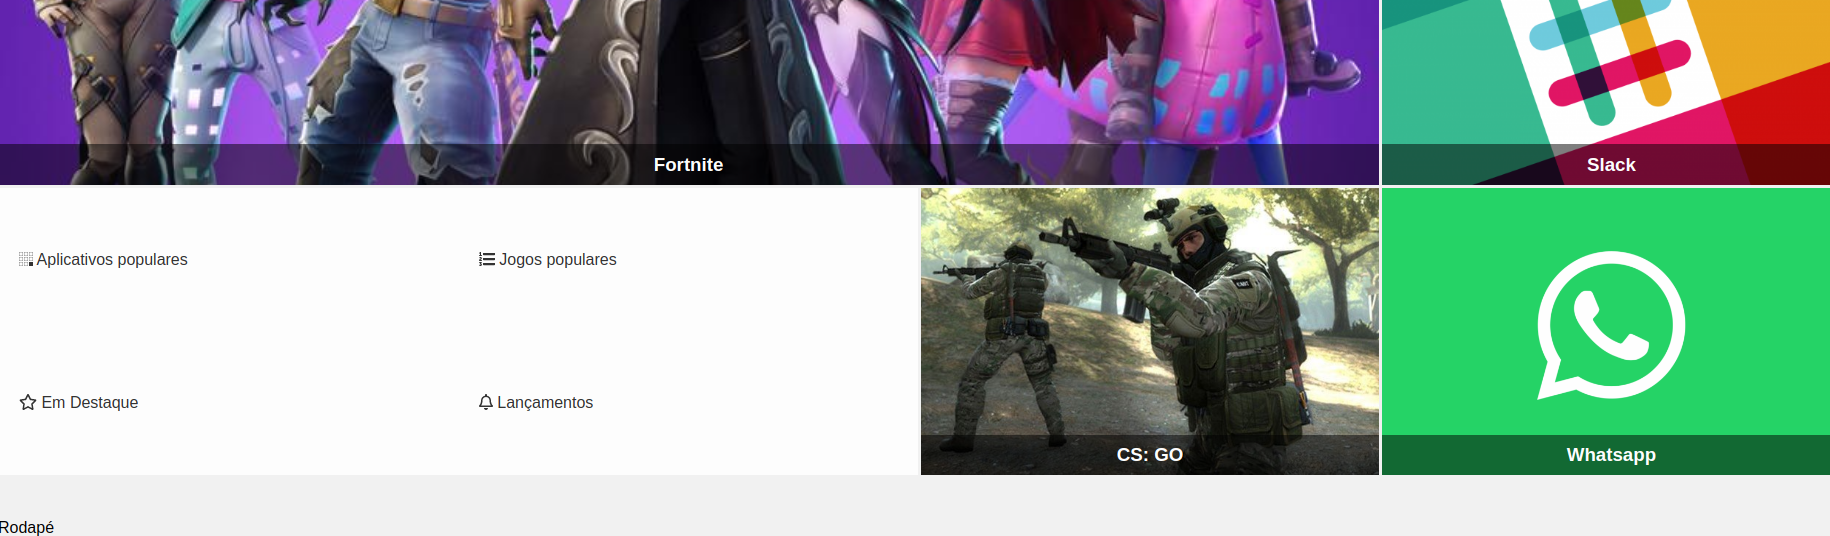 Fortnite
Slack
Aplicativos populares
Jogos populares
Em Destaque
Lançamentos
CS: GO
Whatsapp
Rodapé